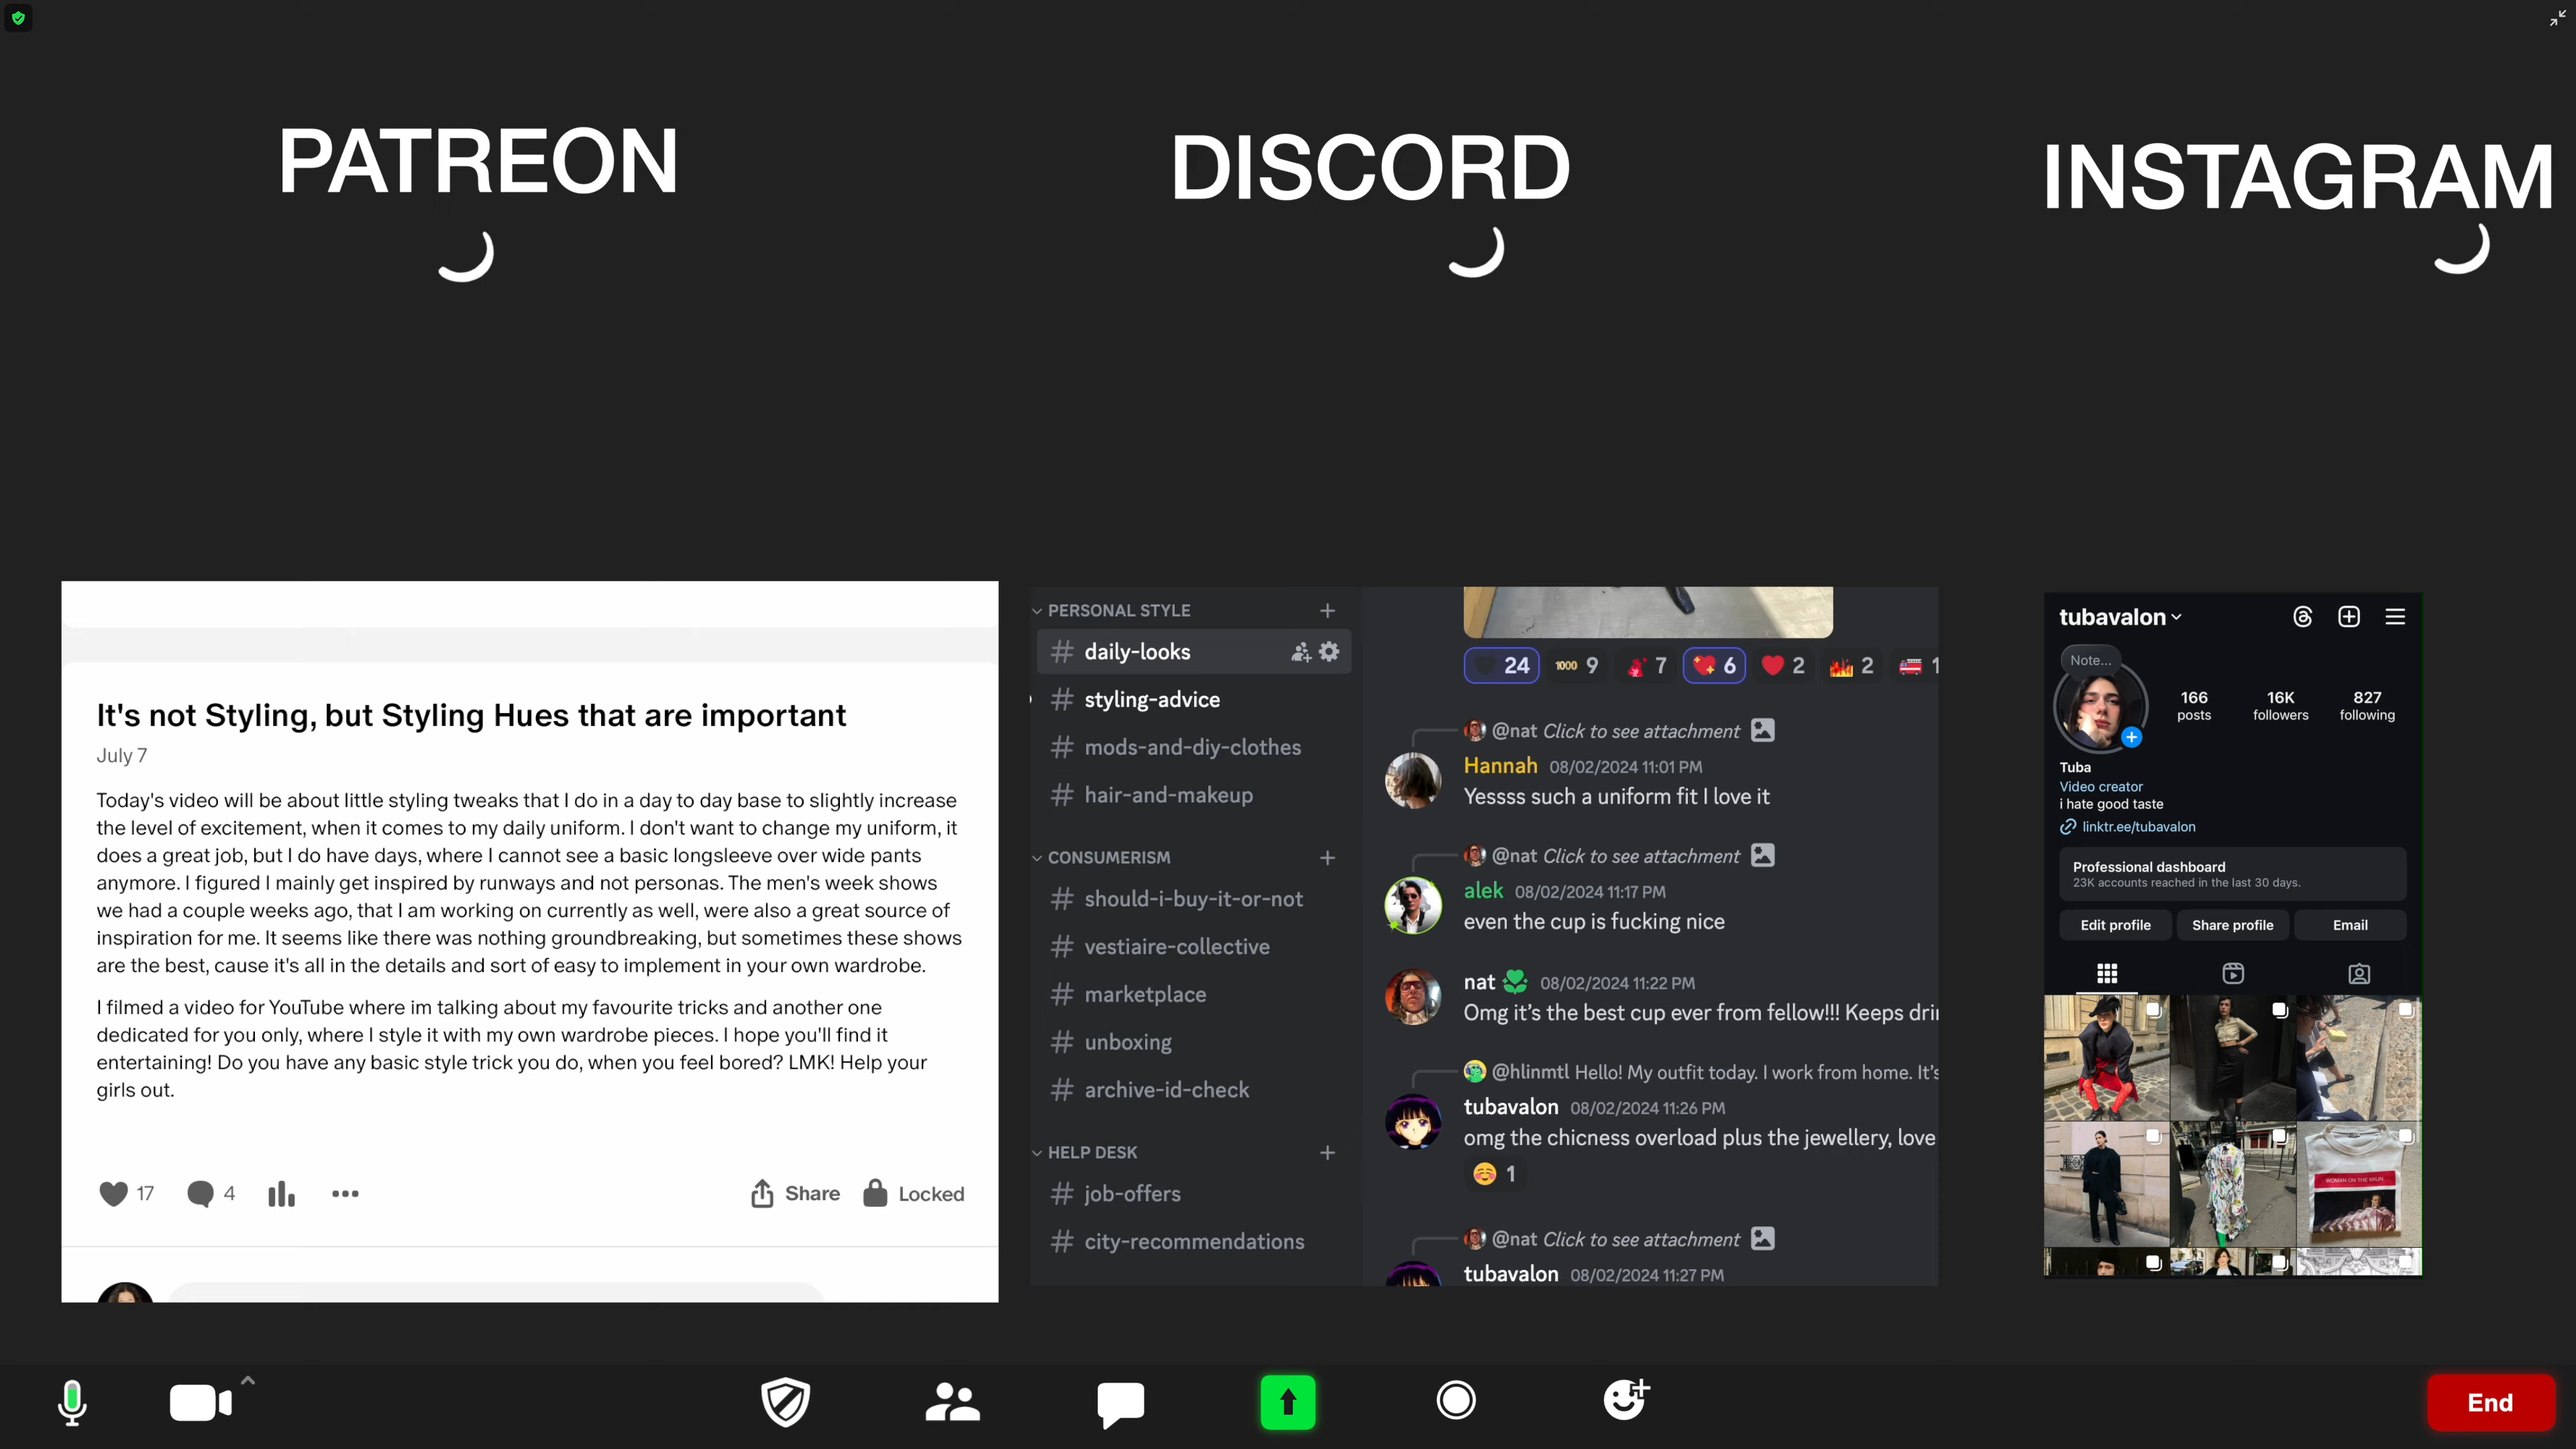 PATREON
DISCORD
INSTAGRAM
It's not Styling, but Styling Hues that are important
July 7
Today's video will be about little styling tweaks that I do in a day to day base to slightly increase
the level of excitement, when it comes to my daily uniform. I don't want to change my uniform, it
does a great job, but I do have days, where I cannot see a basic longsleeve over wide pants
anymore. I figured I mainly get inspired by runways and not personas. The men's week shows
we had a couple weeks ago, that I am working on currently as well, were also a great source of
inspiration for me. It seems like there was nothing groundbreaking, but sometimes these shows
are the best, cause it's all in the details and sort of easy to implement in your own wardrobe.
I filmed a video for YouTube where im talking about my favourite tricks and another one
dedicated for you only, where I style it with my own wardrobe pieces. I hope you'll find it
entertaining! Do you have any basic style trick you do, when you feel bored? LMK! Help your
girls out.
17
4
Share
Locked
PERSONAL STYLE
# daily-looks
# styling-advice
# mods-and-diy-clothes
# hair-and-makeup
CONSUMERISM
# should-i-buy-it-or-not
# vestiaire-collective
# marketplace
# unboxing
# archive-id-check
HELP DESK
# job-offers
# city-recommendations
24
1000 9
7
6
2
2
1
@nat Click to see attachment
Hannah 08/02/2024 11:01 PM
Yessss such a uniform fit I love it
@nat Click to see attachment
alek 08/02/2024 11:17 PM
even the cup is fucking nice
nat 08/02/2024 11:22 PM
Omg it's the best cup ever from fellow!!! Keeps dri
@hlinmtl Hello! My outfit today. I work from home. It's
tubavalon 08/02/2024 11:26 PM
omg the chicness overload plus the jewellery, love
1
@nat Click to see attachment
tubavalon 08/02/2024 11:27 PM
tubavalon
Note...
166
posts
16K
followers
827
following
Tuba
Video creator
i hate good taste
linktr.ee/tubavalon
Professional dashboard
23K accounts reached in the last 30 days.
Edit profile
Share profile
Email
WOMAN ON THE
End